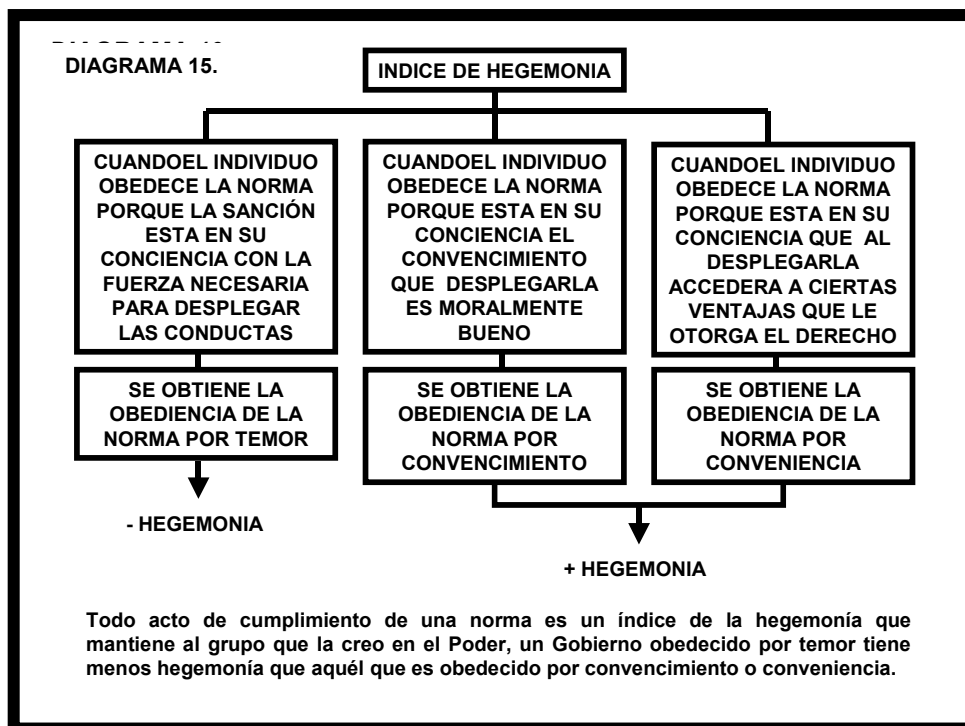 DIAGRAMA 15.
INDICE DE HEGEMONIA
CUANDOEL INDIVIDUO
OBEDECE LA NORMA
PORQUE LA SANCIÓN
ESTA EN SU
CONCIENCIA CON LA
FUERZA NECESARIA
PARA DESPLEGAR
LAS CONDUCTAS
CUANDOEL INDIVIDUO
OBEDECE LA NORMA
PORQUE ESTA EN SU
CONCIENCIA EL
CONVENCIMIENTO
QUE DESPLEGARLA
ES MORALMENTE
BUENO
CUANDOEL INDIVIDUO
OBEDECE LA NORMA
PORQUE ESTA EN SU
CONCIENCIA QUE AL
DESPLEGARLA
ACCEDERA A CIERTAS
VENTAJAS QUE LE
OTORGA EL DERECHO
SE OBTIENE LA
OBEDIENCIA DE LA
NORMA POR TEMOR
SE OBTIENE LA
OBEDIENCIA DE LA
NORMA POR
CONVENCIMIENTO
SE OBTIENE LA
OBEDIENCIA DE LA
NORMA POR
CONVENIENCIA
- HEGEMONIA
+ HEGEMONIA
Todo acto de cumplimiento de una norma es un índice de la hegemonía que
mantiene al grupo que la creo en el Poder, un Gobierno obedecido por temor tiene
menos hegemonía que aquél que es obedecido por convencimiento o conveniencia.